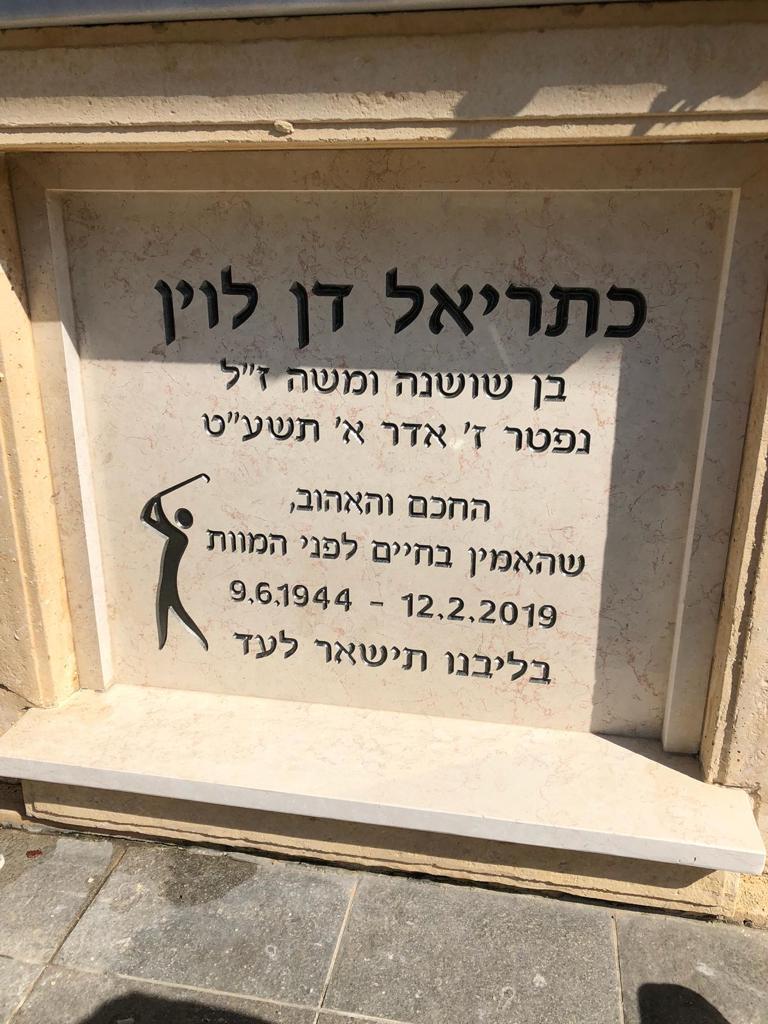 כתריאל דן לוין
בן שושנה ומשה ז"ל
נפטר ז' אדר א' תשע"ט
החכם והאהוב,
שהאמין בחיים לפני המוות
9.6.1944 - 12.2.2019
בליבנו תישאר לעד